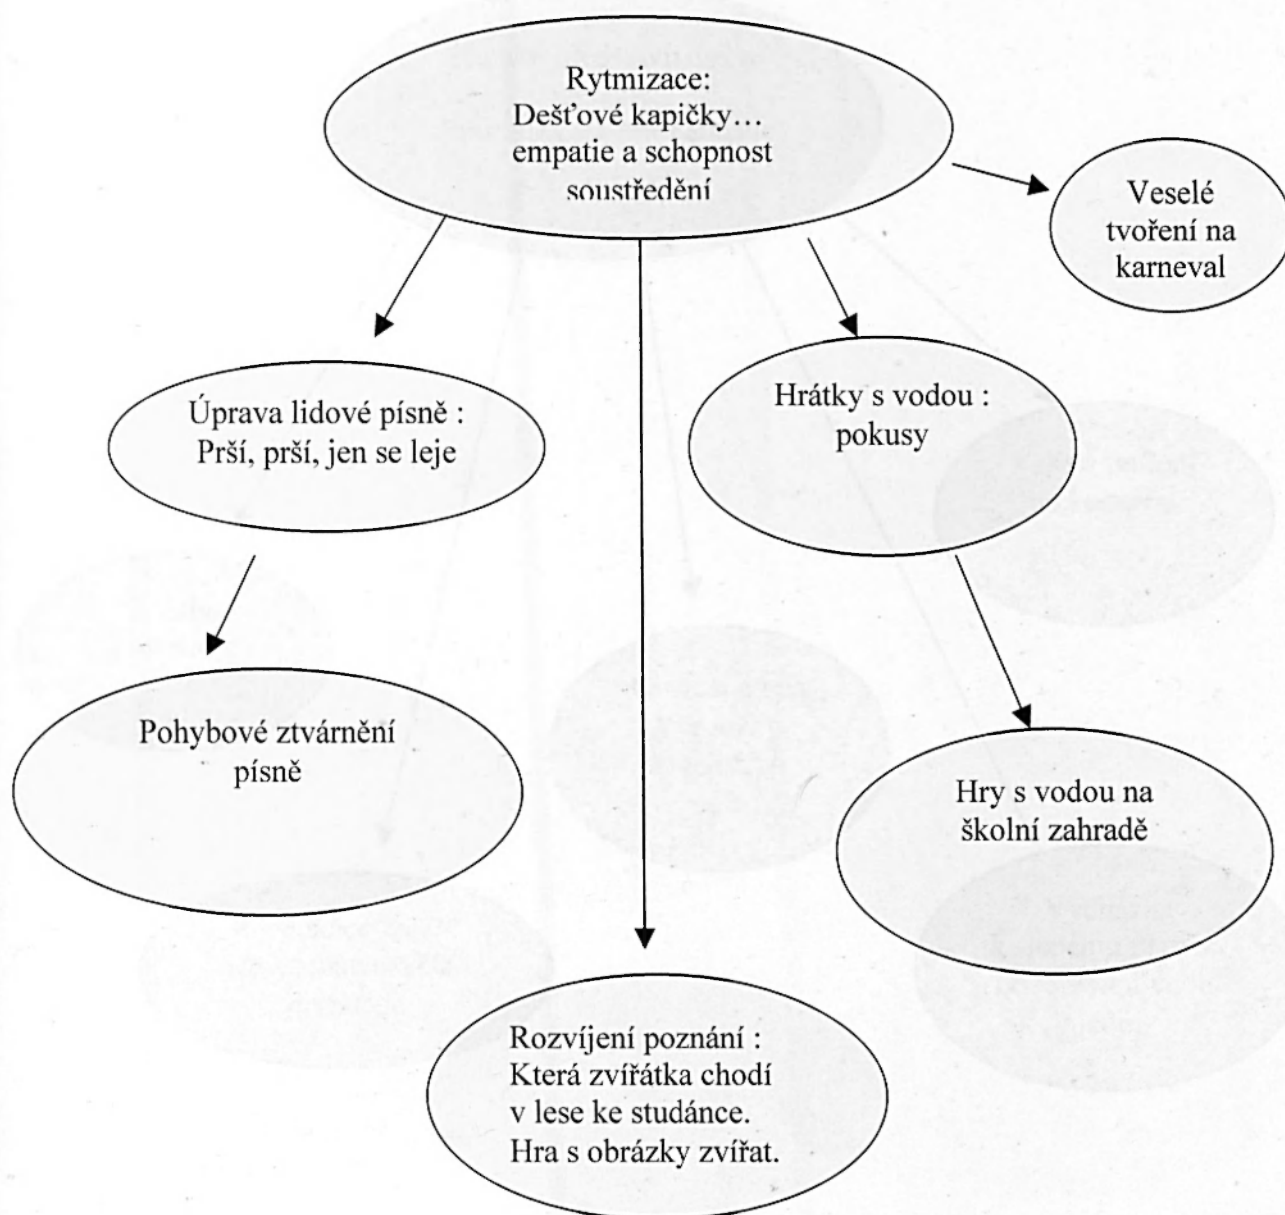 Rytmizace:
Dešťové kapičky…
empatie a schopnost
soustředění
Veselé
tvoření na
karneval
Úprava lidové písně :
Prší, prší, jen se leje
Hrátky s vodou :
pokusy
Pohybové ztvárnění
písně
Hry s vodou na
školní zahradě
Rozvíjení poznání :
Která zvířátka chodí
v lese ke studánce.
Hra s obrázky zvířat.